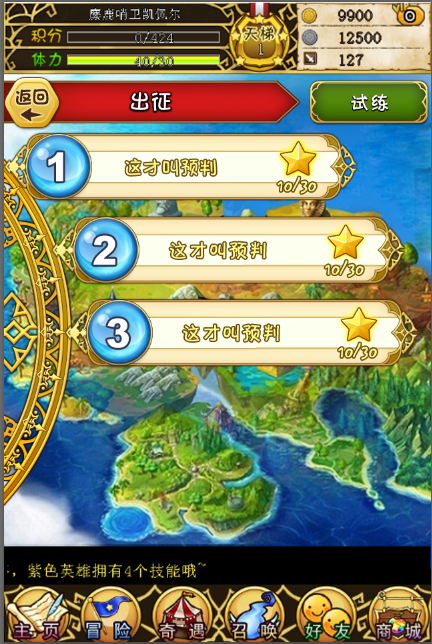 麋鹿哨卫凯佩尔
积分 0/424
体力 40/30
天梯
1
9900
12500
127
返回
出征
试练
1 这才叫预判 10/30
2 这才叫预判 10/30
3 这才叫预判 10/30
，紫色英雄拥有4个技能哦~
主页 冒险 奇遇 召唤 好友 商城